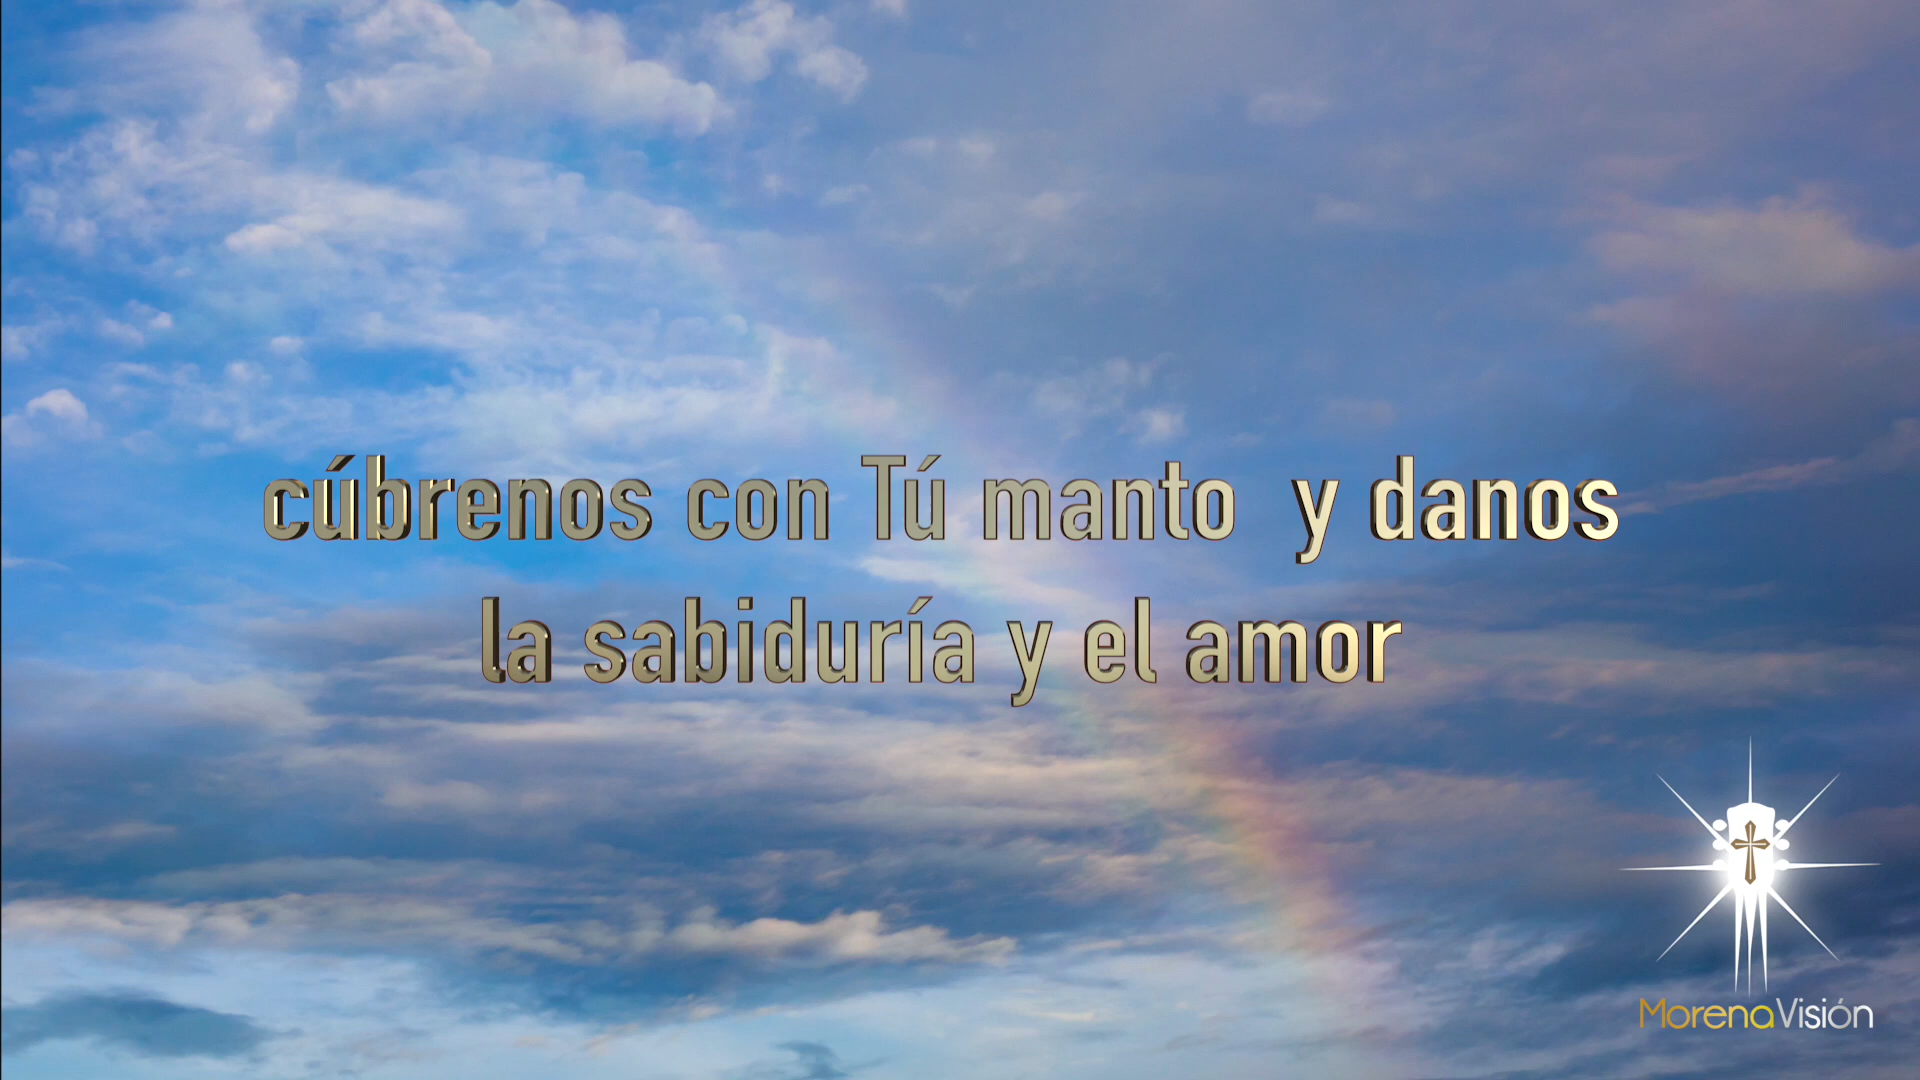 cúbrenos con Tú manto  y danos
la sabiduría y el amor
MorenaVisión